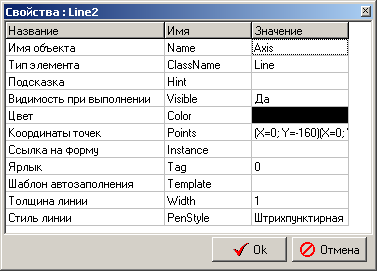 Свойства : Line2
Название Имя Значение
Имя объекта Name Axis
Тип элемента ClassName Line
Подсказка Hint
Видимость при выполнении Visible Да
Цвет Color
Координаты точек Points (X=0; Y=-160)(X=0;
Ссылка на форму Instance
Ярлык Tag 0
Шаблон автозаполнения Template
Толщина линии Width 1
Стиль линии PenStyle Штрихпунктирная
Ok Отмена